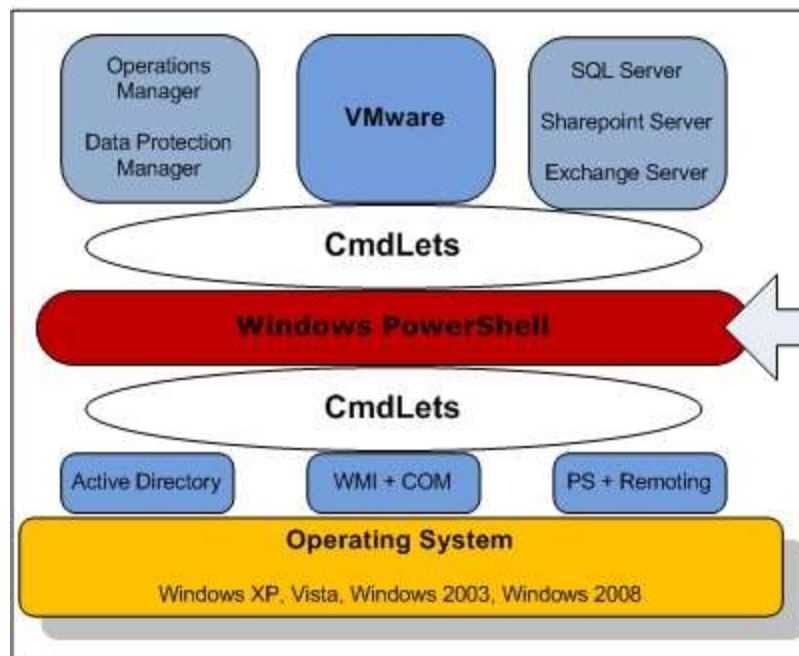 Operations
Manager
Data Protection
Manager
VMware
SQL Server
Sharepoint Server
Exchange Server
CmdLets
Windows PowerShell
CmdLets
Active Directory
WMI + COM
PS + Remoting
Operating System
Windows XP, Vista, Windows 2003, Windows 2008